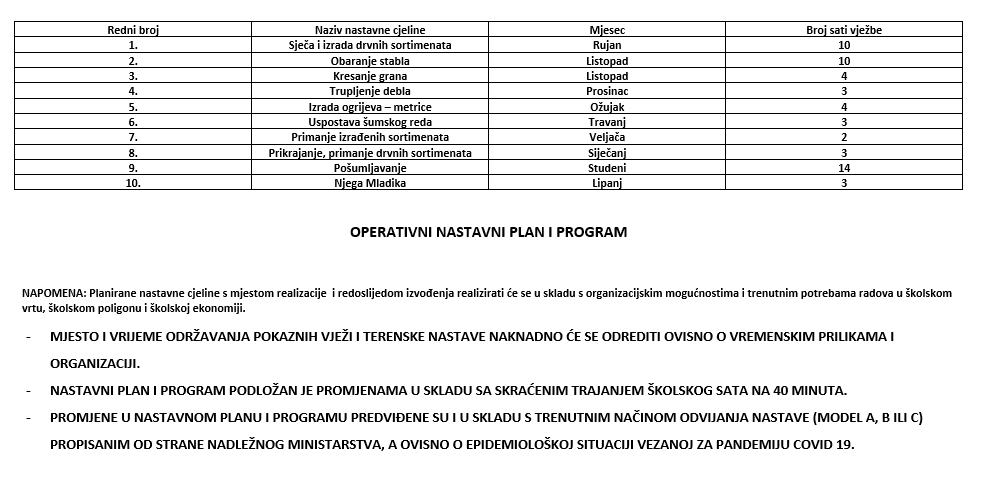 Redni broj Naziv nastavne cjeline Mjesec Broj sati vježbe
1. Sječa i izrada drvnih sortimenata Rujan 10
2. Obaranje stabla Listopad 10
3. Kresanje grana Listopad 4
4. Trupljenje debla Prosinac 3
5. Izrada ogrijeva – metrice Ožujak 4
6. Uspostava šumskog reda Travanj 3
7. Primanje izrađenih sortimenata Veljača 2
8. Prikrajanje, primanje drvnih sortimenata Siječanj 3
9. Pošumljavanje Studeni 14
10. Njega Mladika Lipanj 3
OPERATIVNI NASTAVNI PLAN I PROGRAM
NAPOMENA: Planirane nastavne cjeline s mjestom realizacije i redoslijedom izvođenja realizirati će se u skladu s organizacijskim mogućnostima i trenutnim potrebama radova u školskom
vrtu, školskom poligonu i školskoj ekonomiji.
- MJESTO I VRIJEME ODRŽAVANJA POKAZNIH VJEŽI I TERENSKE NASTAVE NAKNADNO ĆE SE ODREDITI OVISNO O VREMENSKIM PRILIKAMA I
ORGANIZACIJI.
- NASTAVNI PLAN I PROGRAM PODLOŽAN JE PROMJENAMA U SKLADU SA SKRAĆENIM TRAJANJEM ŠKOLSKOG SATA NA 40 MINUTA.
- PROMJENE U NASTAVNOM PLANU I PROGRAMU PREDVIĐENE SU I U SKLADU S TRENUTNIM NAČINOM ODVIJANJA NASTAVE (MODEL A, B ILI C)
PROPISANIM OD STRANE NADLEŽNOG MINISTARSTVA, A OVISNO O EPIDEMIOLOŠKOJ SITUACIJI VEZANOJ ZA PANDEMIJU COVID 19.